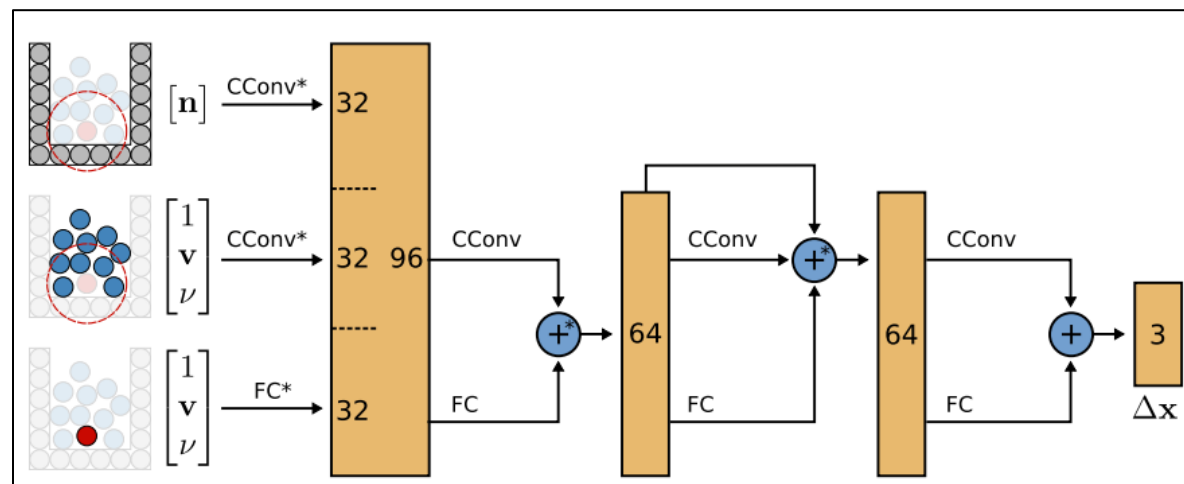 [n] CConv* 32
[1 v ν] CConv* 32 96 CConv +* 64 CConv +* 64 CConv + 3
[1 v ν] FC* 32 FC FC FC Δx